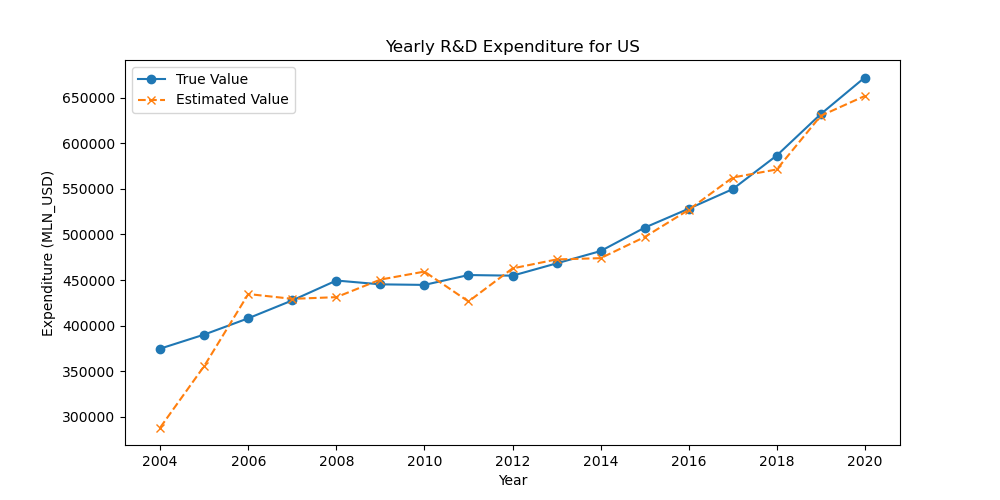 Yearly R&D Expenditure for US
True Value
Estimated Value
650000
600000
550000
500000
450000
400000
350000
300000
Expenditure (MLN_USD)
2004 2006 2008 2010 2012 2014 2016 2018 2020
Year